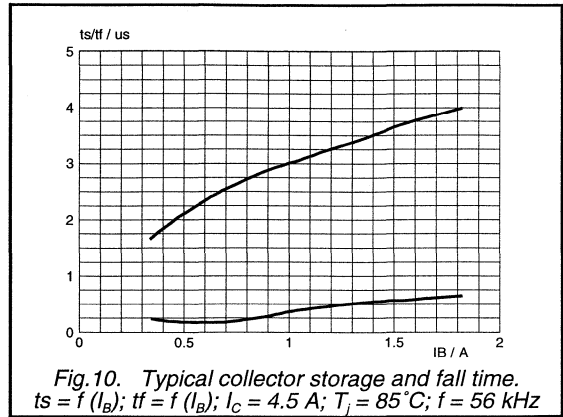 ts/tf / us
5
4
3
2
1
0
0 0.5 1 1.5 2
IB / A
Fig.10. Typical collector storage and fall time.
ts = f (IB); tf = f (IB); IC = 4.5 A; Tj = 85˚C; f = 56 kHz